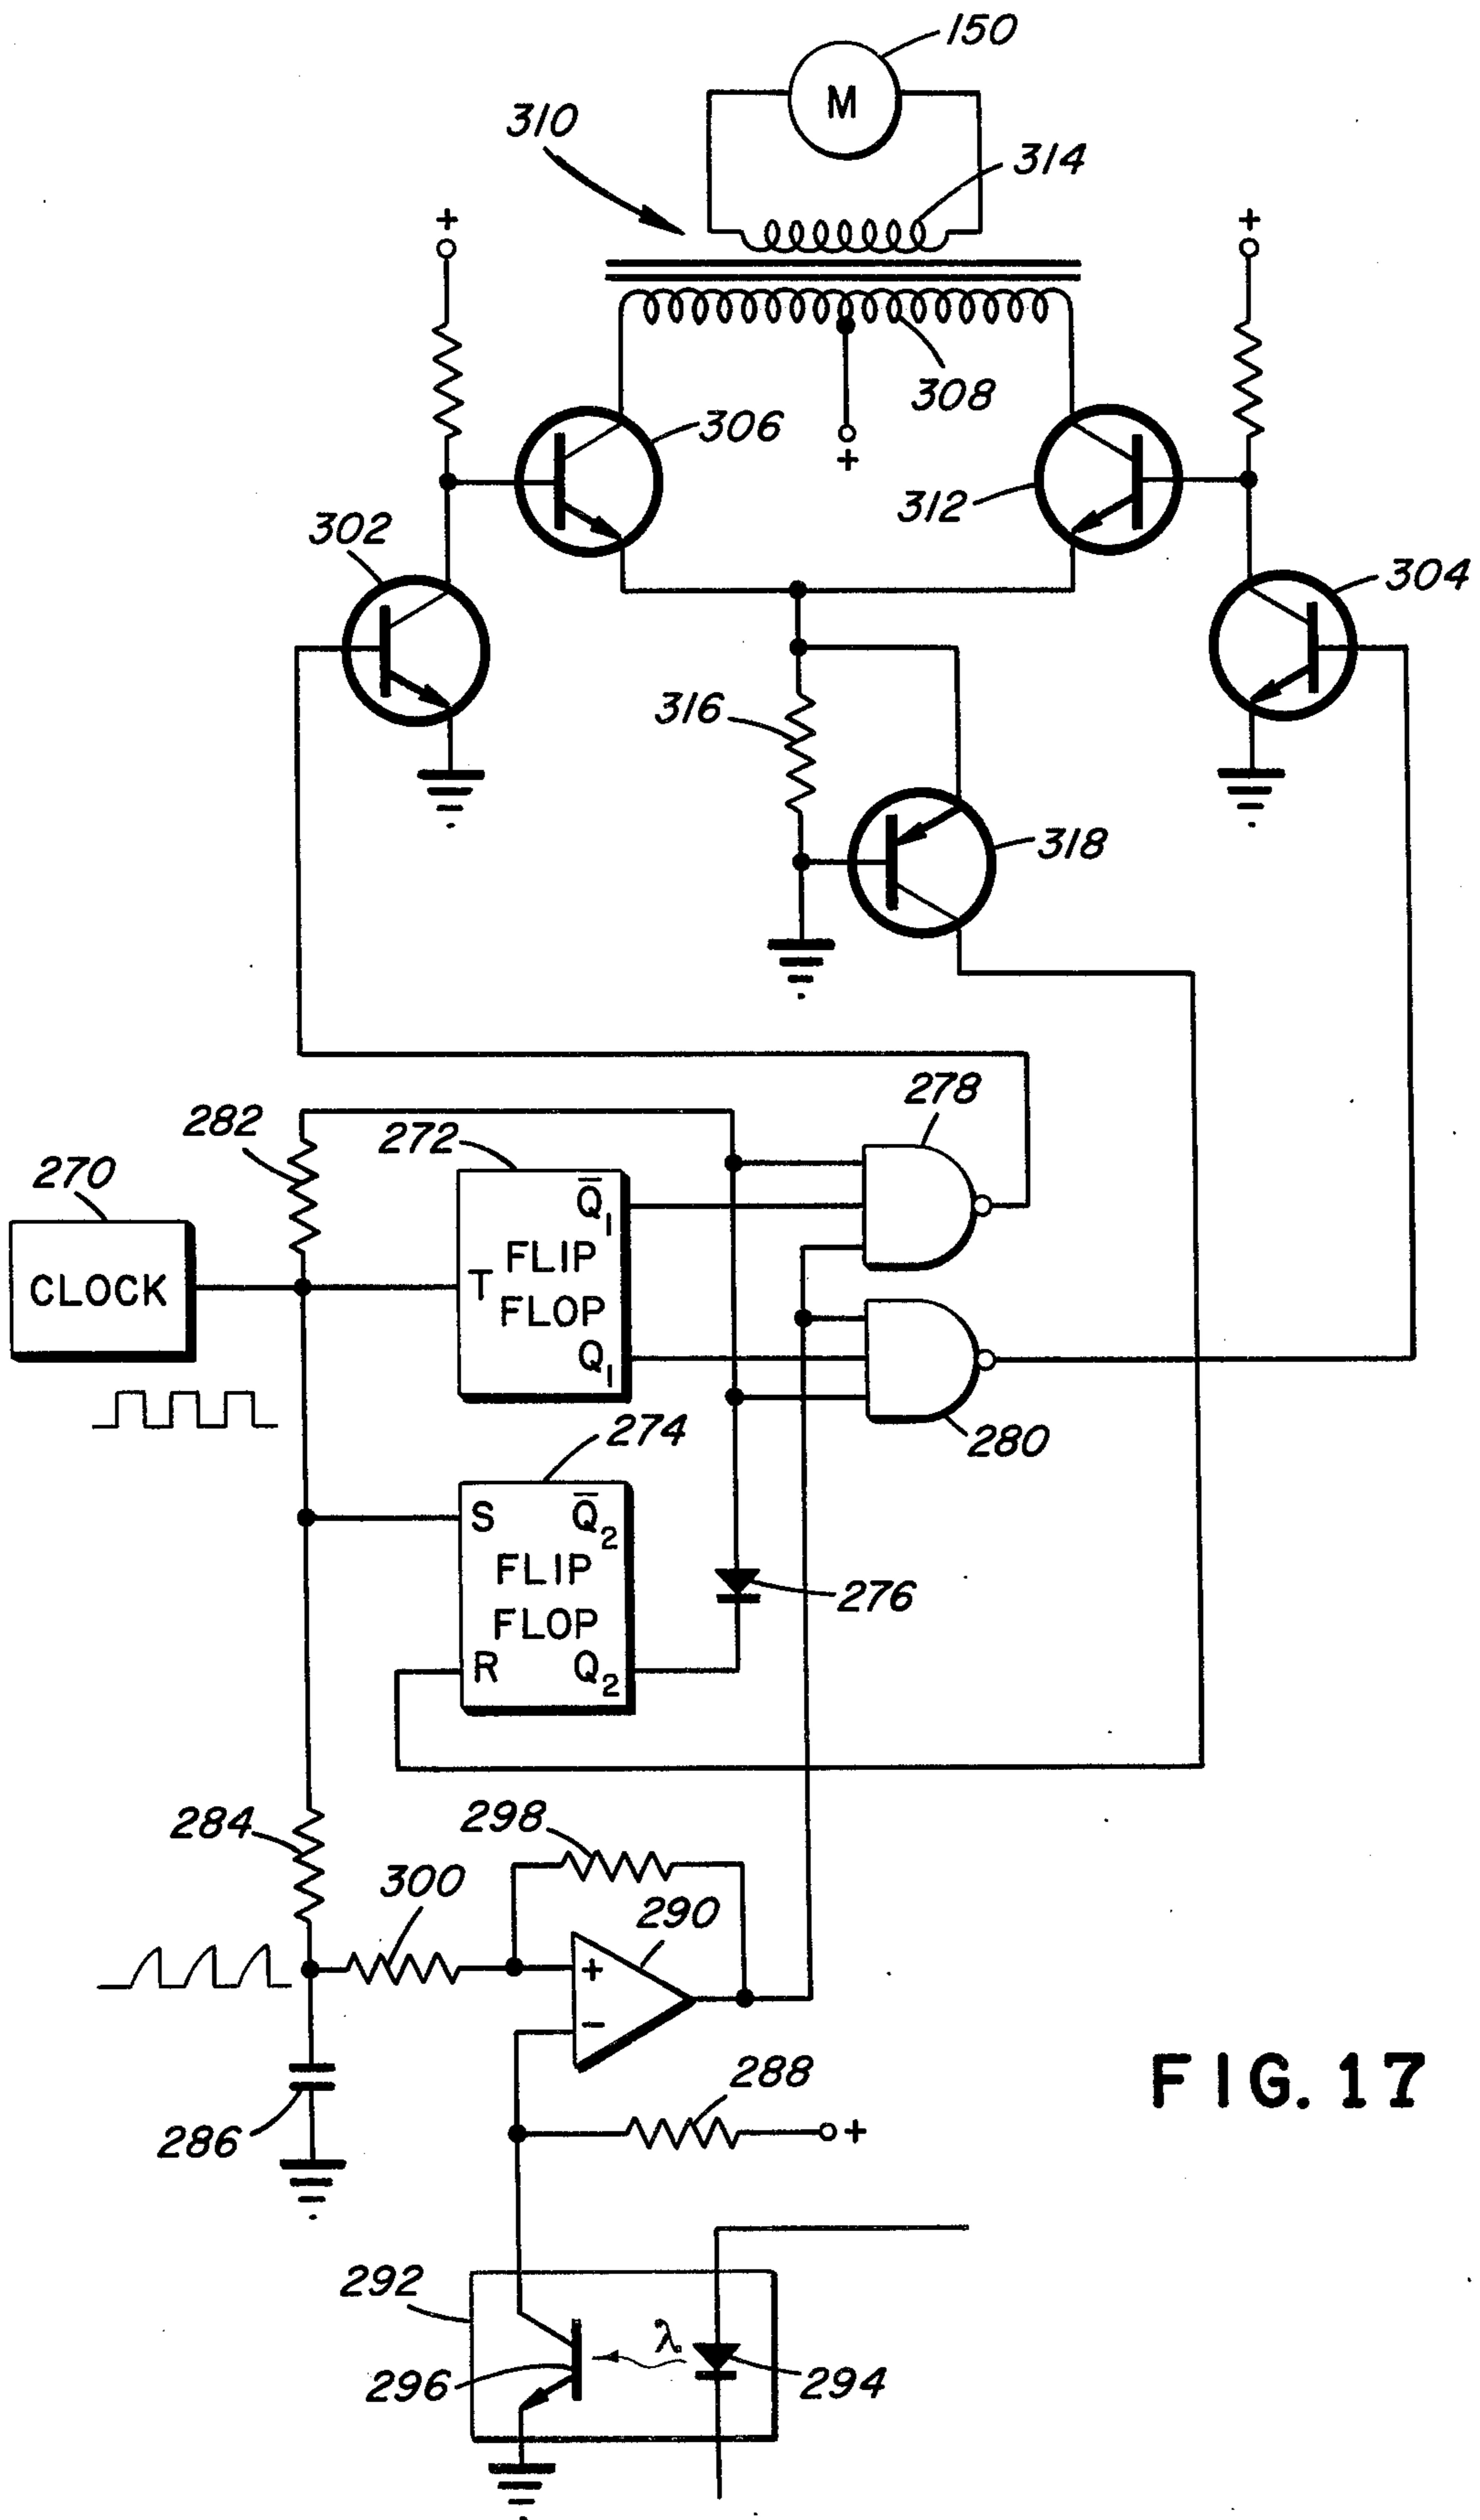 150
M
310
314
+
+
308
306
+
312
302
304
316
318
278
282
272
270
Q̅1
CLOCK
T
FLIP
FLOP
Q1
274
280
S
Q̅2
FLIP
FLOP
276
R
Q2
284
298
300
290
+
−
288
+
286
FIG. 17
292
λ
296
294